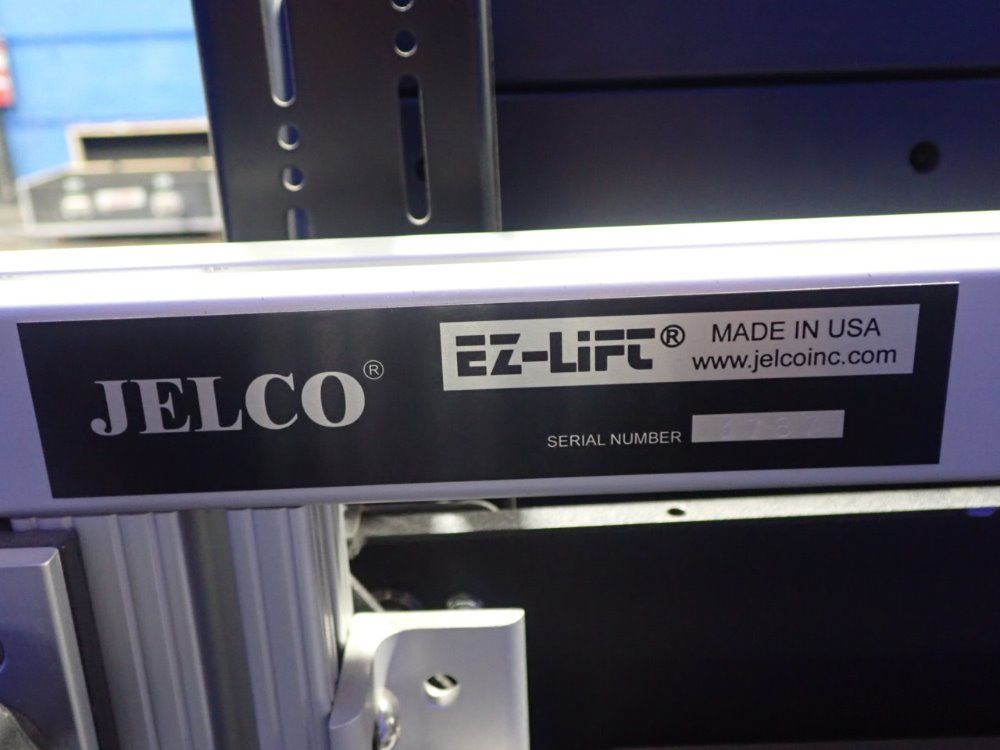 JELCO®
EZ-LIFT® MADE IN USA
www.jelcoinc.com
SERIAL NUMBER